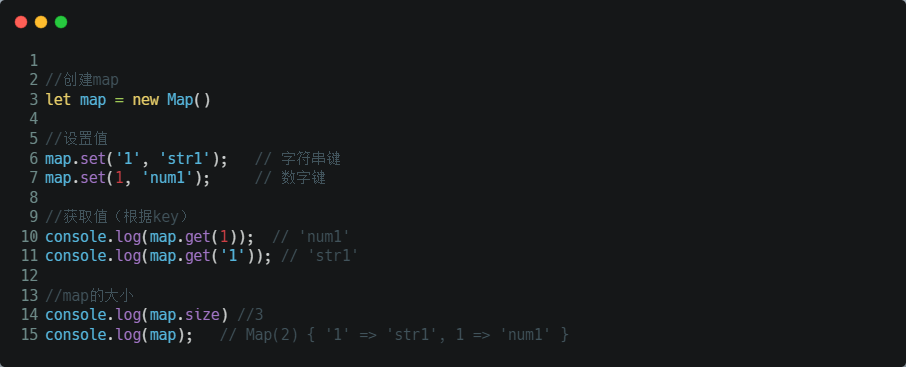 1
2 //创建map
3 let map = new Map()
4
5 //设置值
6 map.set('1', 'str1');   // 字符串键
7 map.set(1, 'num1');     // 数字键
8
9 //获取值（根据key）
10 console.log(map.get(1));  // 'num1'
11 console.log(map.get('1')); // 'str1'
12
13 //map的大小
14 console.log(map.size) //3
15 console.log(map);   // Map(2) { '1' => 'str1', 1 => 'num1' }